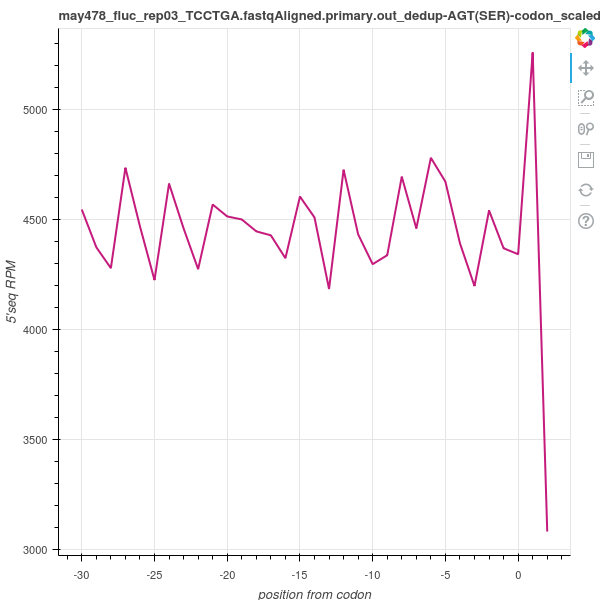 may478_fluc_rep03_TCCTGA.fastqAligned.primary.out_dedup-AGT(SER)-codon_scaled
5000
4500
4000
3500
3000
5'seq RPM
-30 -25 -20 -15 -10 -5 0
position from codon